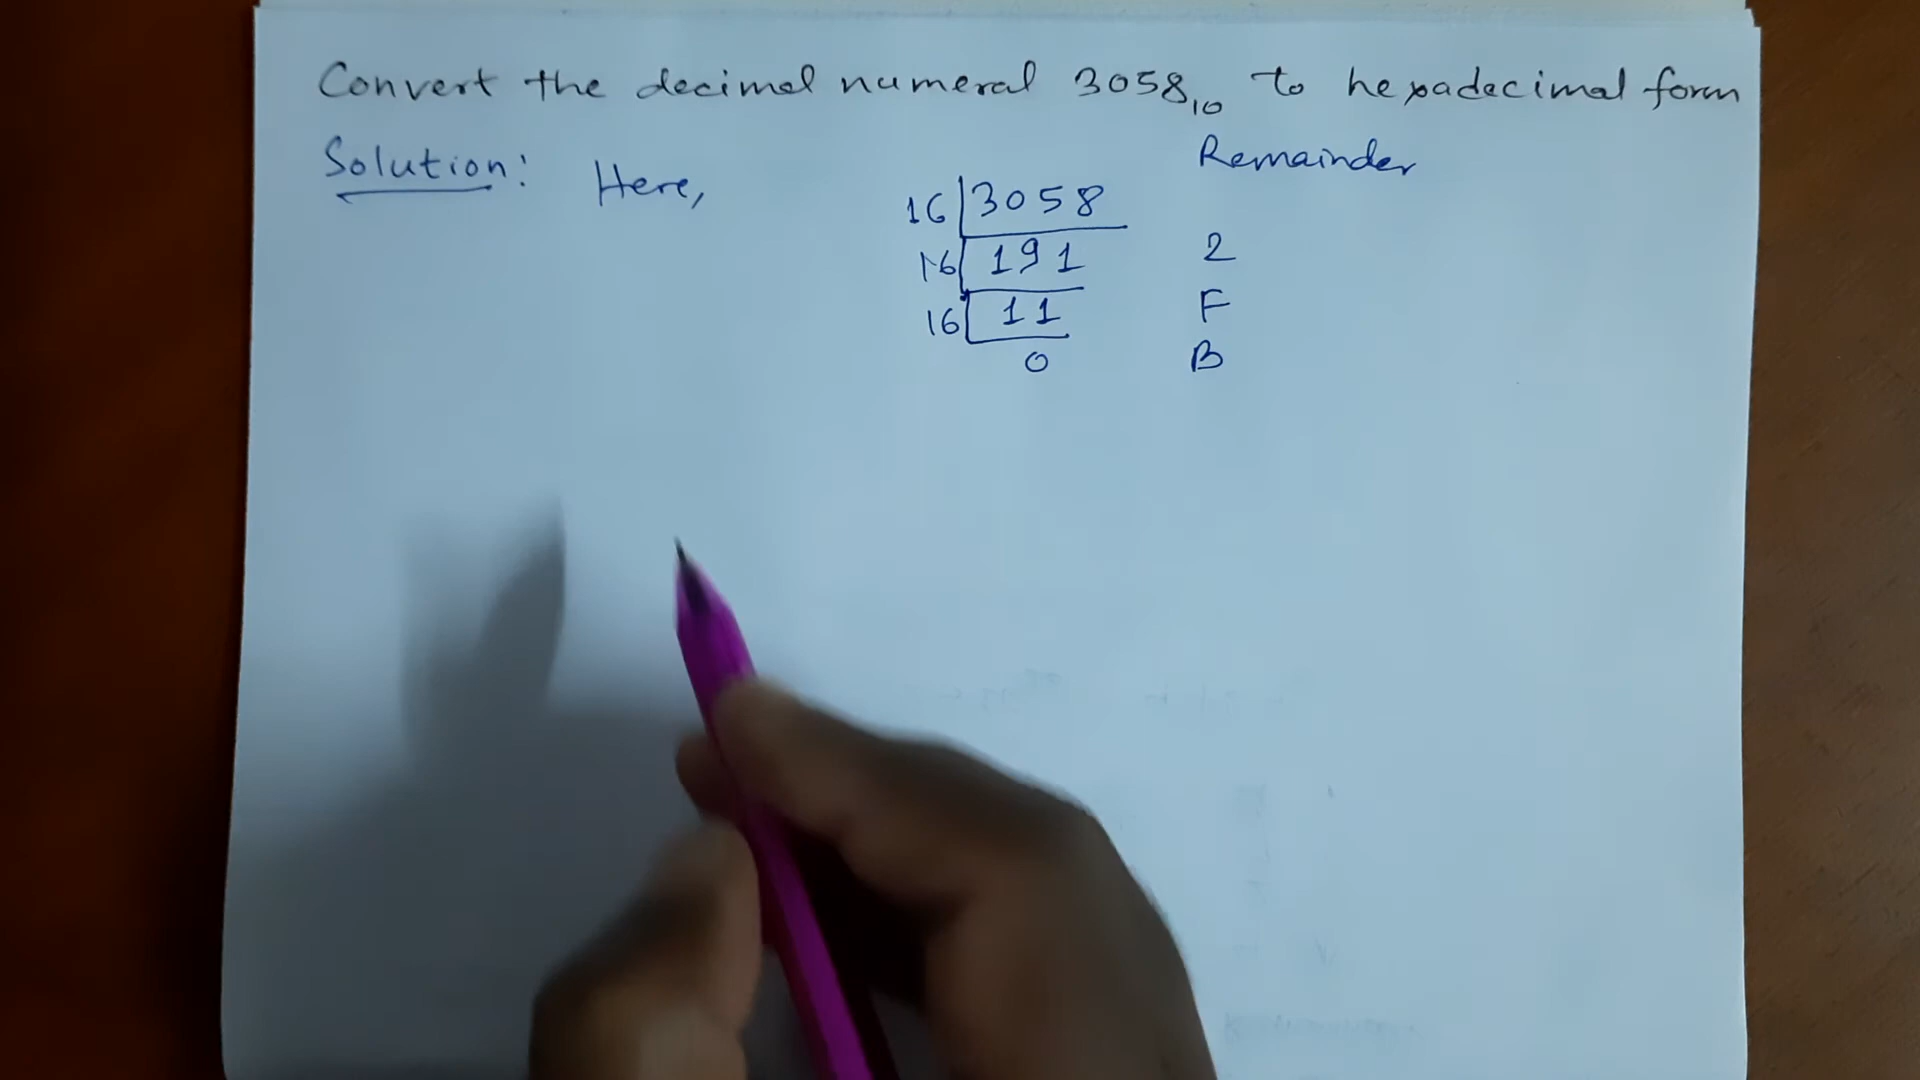 Convert the decimal numeral 3058₁₀ to hexadecimal form
Solution: Here,
Remainder
16 | 3058
16 | 191 2
16 | 11 F
0 B